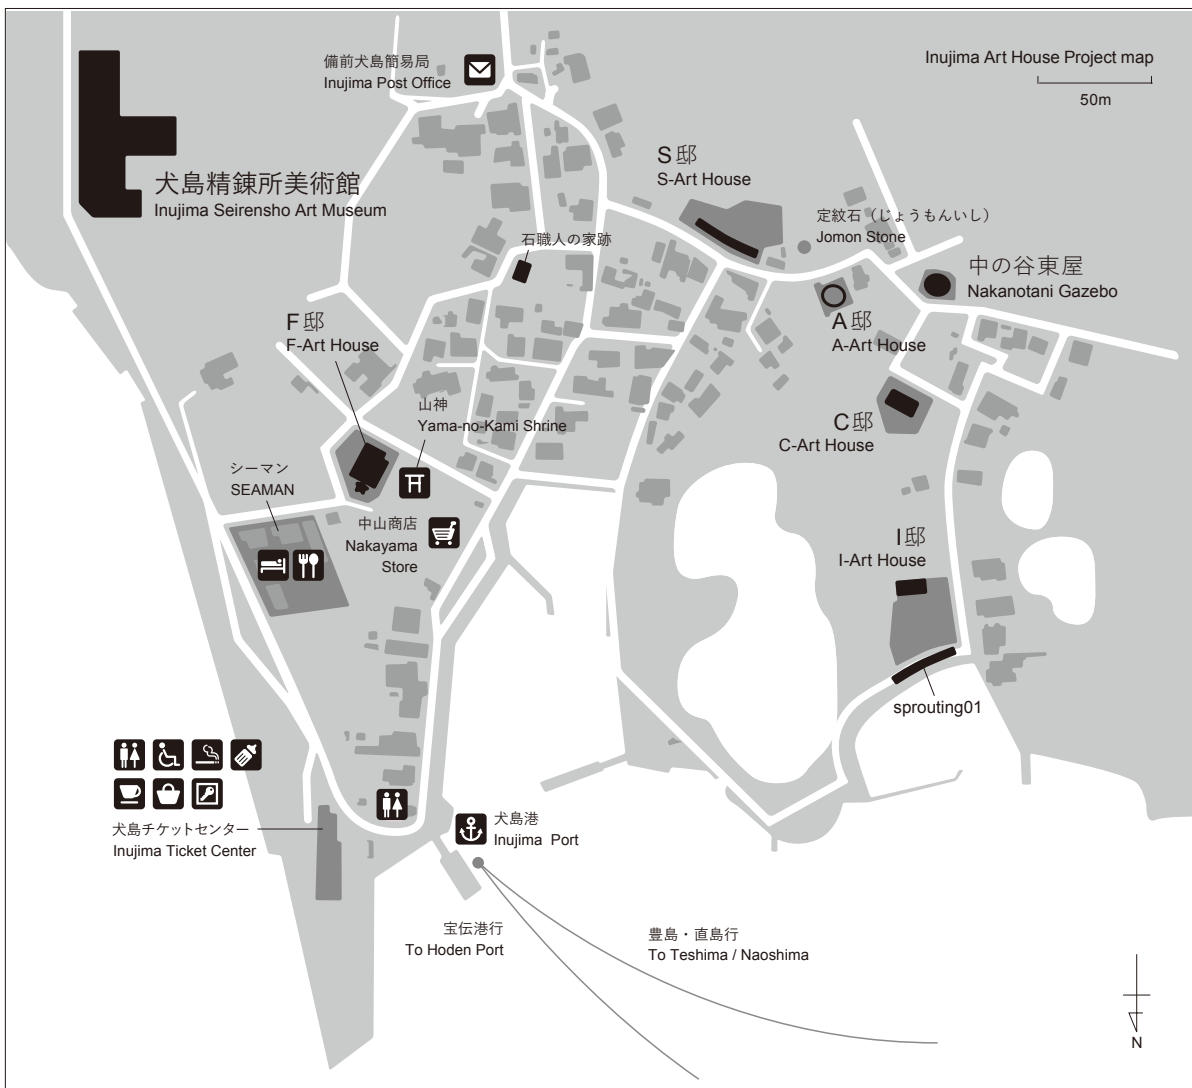 備前犬島簡易局
Inujima Post Office
Inujima Art House Project map
50m
S邸
S-Art House
犬島精錬所美術館
Inujima Seirensho Art Museum
定紋石（じょうもんいし）
Jomon Stone
石職人の家跡
中の谷東屋
Nakanotani Gazebo
F邸
F-Art House
A邸
A-Art House
山神
Yama-no-Kami Shrine
C邸
C-Art House
シーマン
SEAMAN
中山商店
Nakayama
Store
I邸
I-Art House
sprouting01
犬島チケットセンター
Inujima Ticket Center
犬島港
Inujima Port
宝伝港行
To Hoden Port
豊島・直島行
To Teshima / Naoshima
N